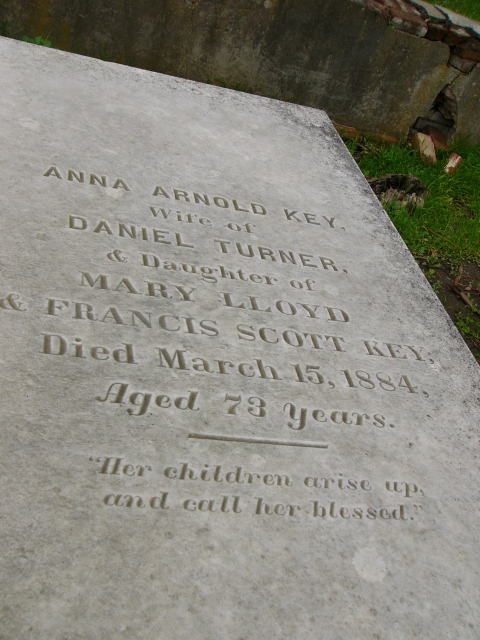 ANNA ARNOLD KEY,
Wife of
DANIEL TURNER,
& Daughter of
MARY LLOYD
& FRANCIS SCOTT KEY,
Died March 15, 1884,
Aged 73 years.
"Her children arise up,
and call her blessed."